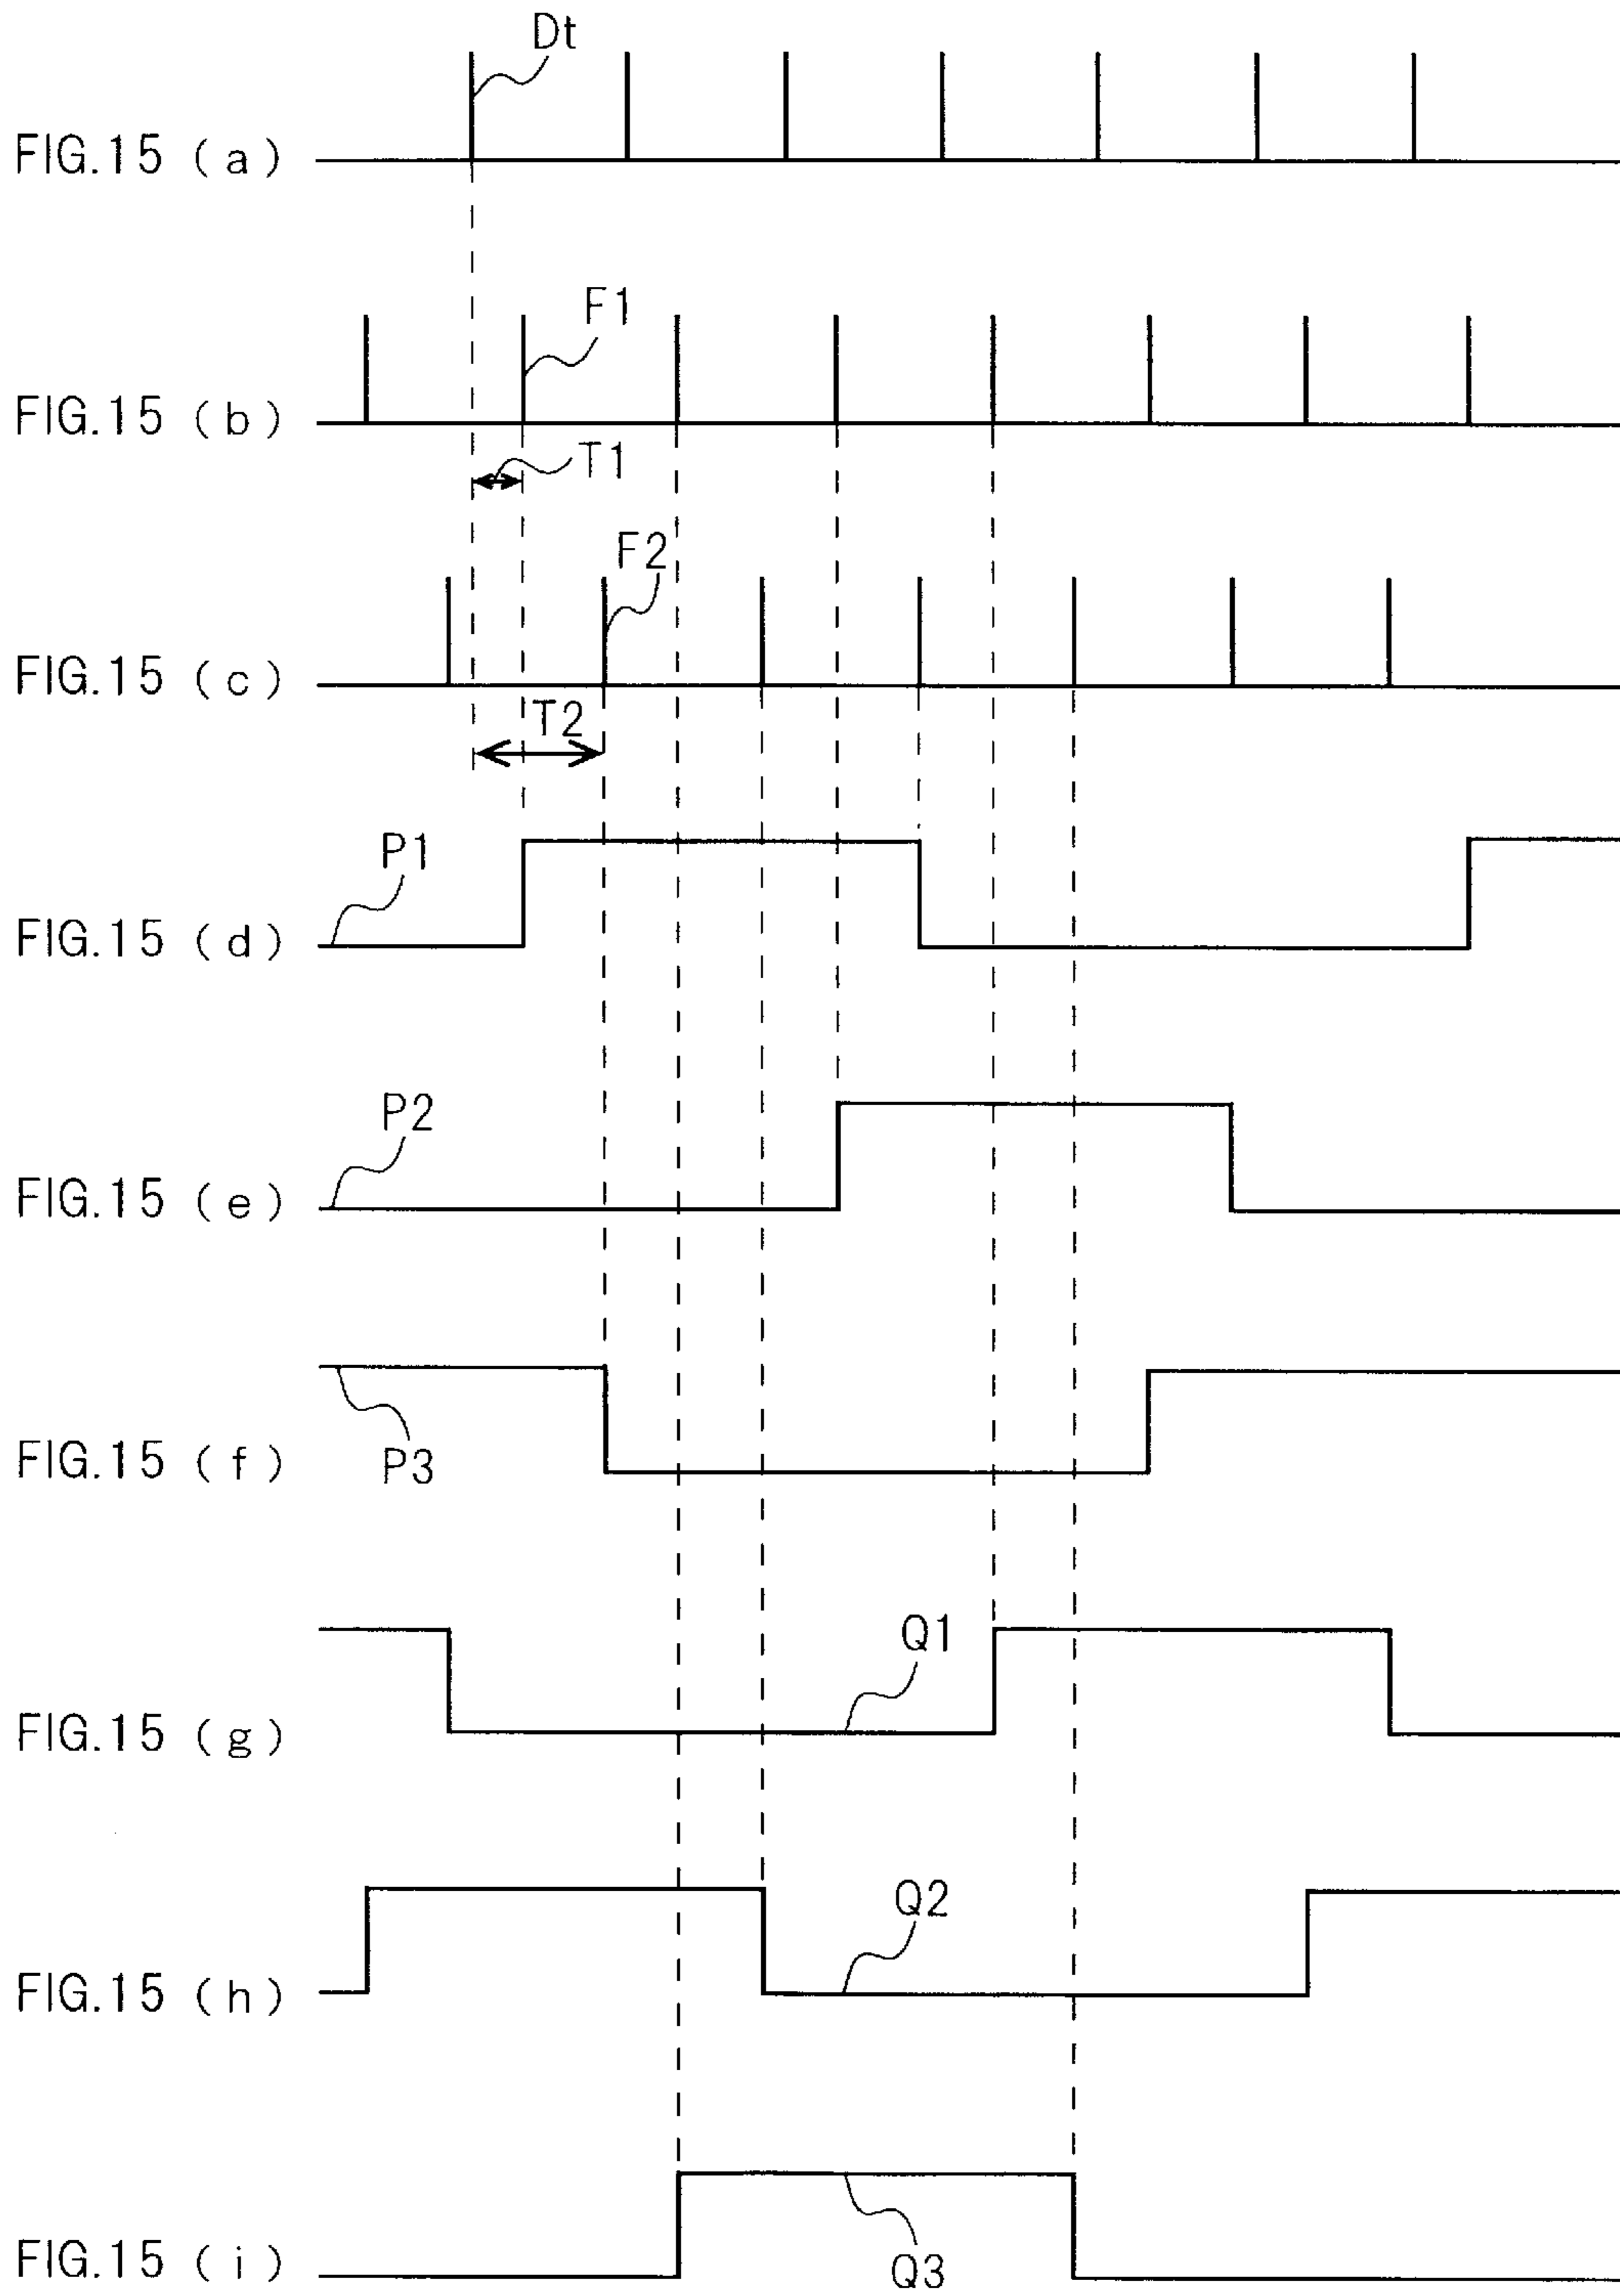 Dt
FIG.15 (a)
F1
FIG.15 (b)
T1
F2
FIG.15 (c)
T2
P1
FIG.15 (d)
P2
FIG.15 (e)
FIG.15 (f)
P3
Q1
FIG.15 (g)
Q2
FIG.15 (h)
FIG.15 (i)
Q3